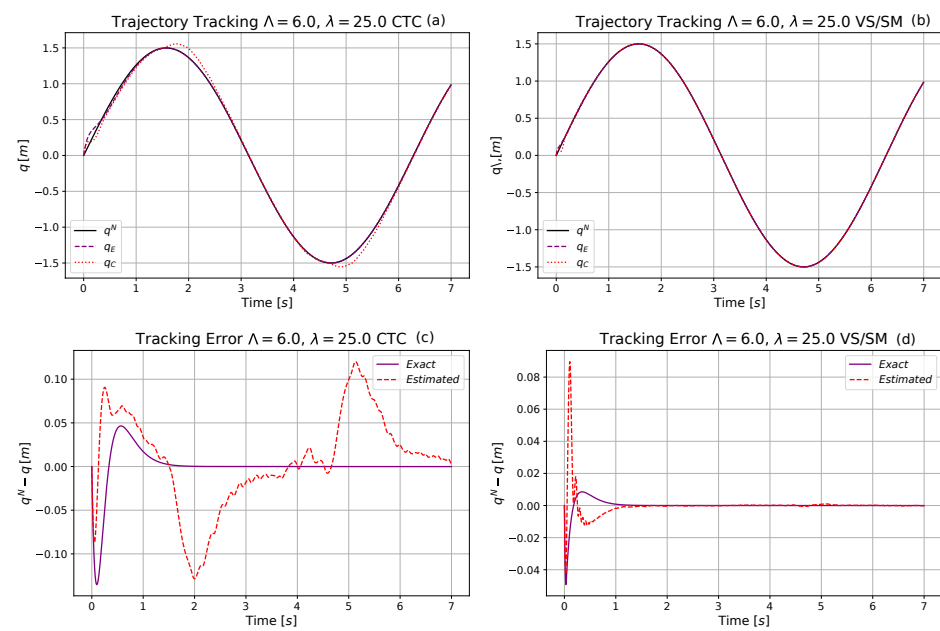 Trajectory Tracking Λ = 6.0, λ = 25.0 CTC (a)
q [m]
1.5
1.0
0.5
0.0
−0.5
−1.0
−1.5
q^N
q_E
q_C
0 1 2 3 4 5 6 7
Time [s]
Trajectory Tracking Λ = 6.0, λ = 25.0 VS/SM (b)
q\,[m]
1.5
1.0
0.5
0.0
−0.5
−1.0
−1.5
q^N
q_E
q_C
0 1 2 3 4 5 6 7
Time [s]
Tracking Error Λ = 6.0, λ = 25.0 CTC (c)
q^N − q [m]
0.10
0.05
0.00
−0.05
−0.10
Exact
Estimated
0 1 2 3 4 5 6 7
Time [s]
Tracking Error Λ = 6.0, λ = 25.0 VS/SM (d)
q^N − q [m]
0.08
0.06
0.04
0.02
0.00
−0.02
−0.04
Exact
Estimated
0 1 2 3 4 5 6 7
Time [s]